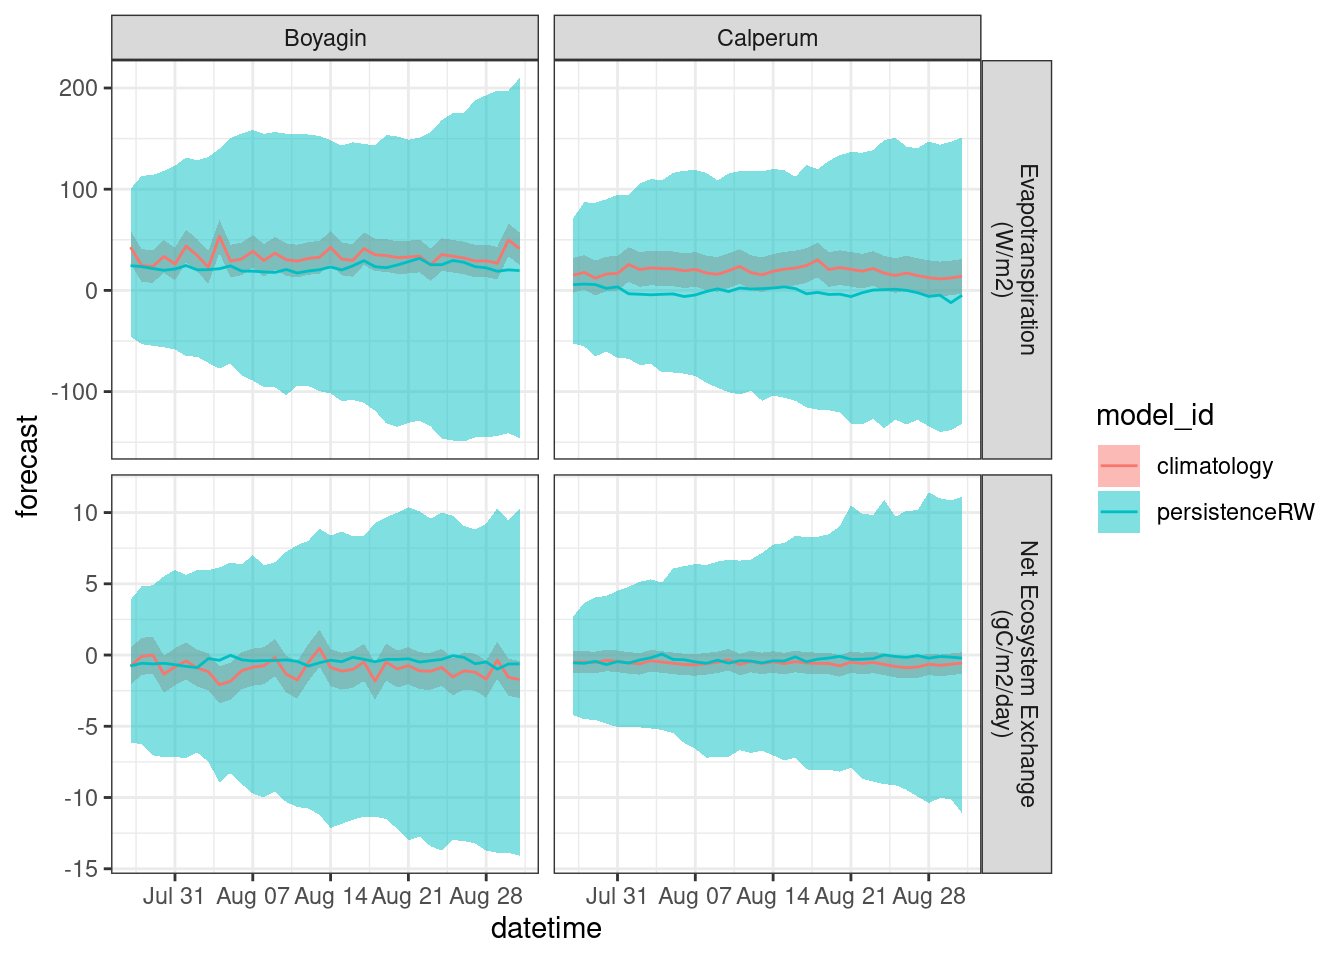 Boyagin
Calperum
200
100
0
-100
Evapotranspiration
(W/m2)
10
5
0
-5
-10
-15
Net Ecosystem Exchange
(gC/m2/day)
Jul 31 Aug 07 Aug 14 Aug 21 Aug 28
Jul 31 Aug 07 Aug 14 Aug 21 Aug 28
datetime
forecast
model_id
climatology
persistenceRW